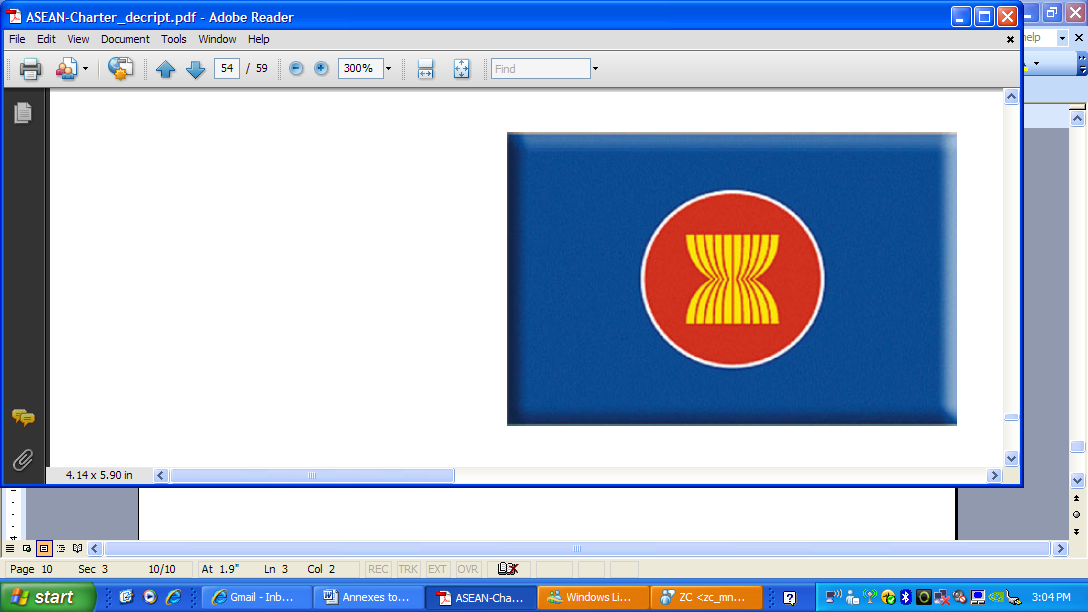 ASEAN-Charter_decript.pdf - Adobe Reader
File Edit View Document Tools Window Help
help
54 / 59 300% Find
4.14 x 5.90 in
Page 10 Sec 3 10/10 At 1.9" Ln 3 Col 2 REC TRK EXT OVR
start Gmail - Inb... Annexes to... ASEAN-Cha... Windows Li... ZC <zc_mn... 3:04 PM